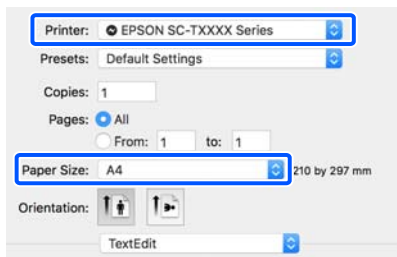 Printer: EPSON SC-TXXXX Series
Presets: Default Settings
Copies: 1
Pages: All
From: 1 to: 1
Paper Size: A4 210 by 297 mm
Orientation:
TextEdit